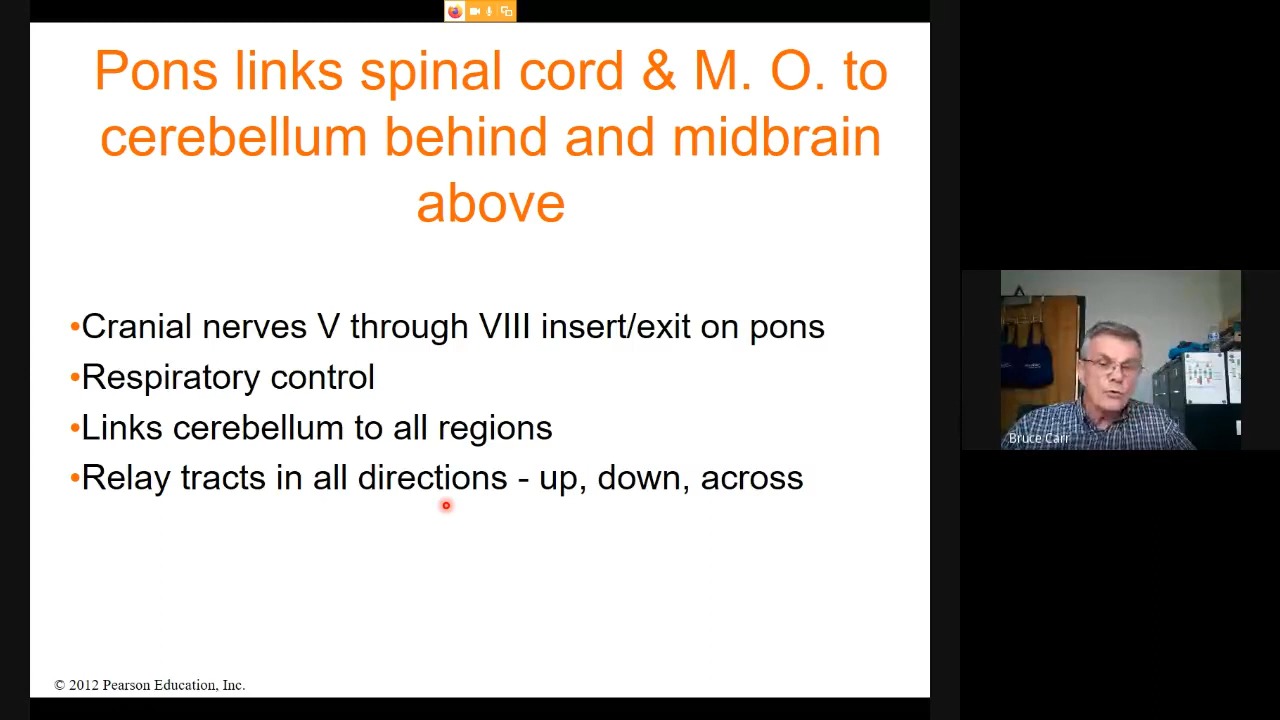 Pons links spinal cord & M. O. to
cerebellum behind and midbrain
above
•Cranial nerves V through VIII insert/exit on pons
•Respiratory control
•Links cerebellum to all regions
•Relay tracts in all directions - up, down, across
© 2012 Pearson Education, Inc.
Bruce Carr